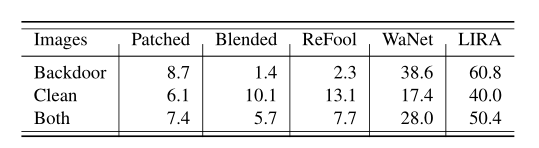 Images Patched Blended ReFool WaNet LIRA
Backdoor 8.7 1.4 2.3 38.6 60.8
Clean 6.1 10.1 13.1 17.4 40.0
Both 7.4 5.7 7.7 28.0 50.4